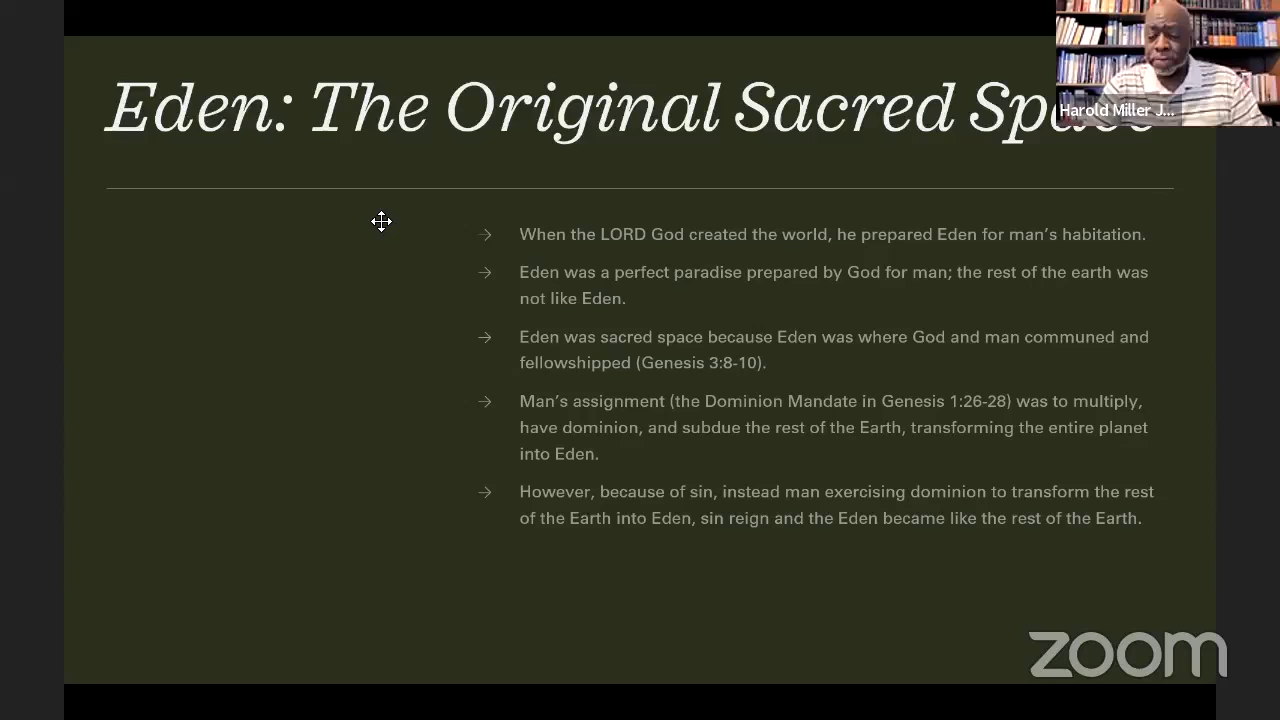 Eden: The Original Sacred Space
Harold Miller J...
→ When the LORD God created the world, he prepared Eden for man’s habitation.
→ Eden was a perfect paradise prepared by God for man; the rest of the earth was
not like Eden.
→ Eden was sacred space because Eden was where God and man communed and
fellowshipped (Genesis 3:8-10).
→ Man’s assignment (the Dominion Mandate in Genesis 1:26-28) was to multiply,
have dominion, and subdue the rest of the Earth, transforming the entire planet
into Eden.
→ However, because of sin, instead man exercising dominion to transform the rest
of the Earth into Eden, sin reign and the Eden became like the rest of the Earth.
zoom